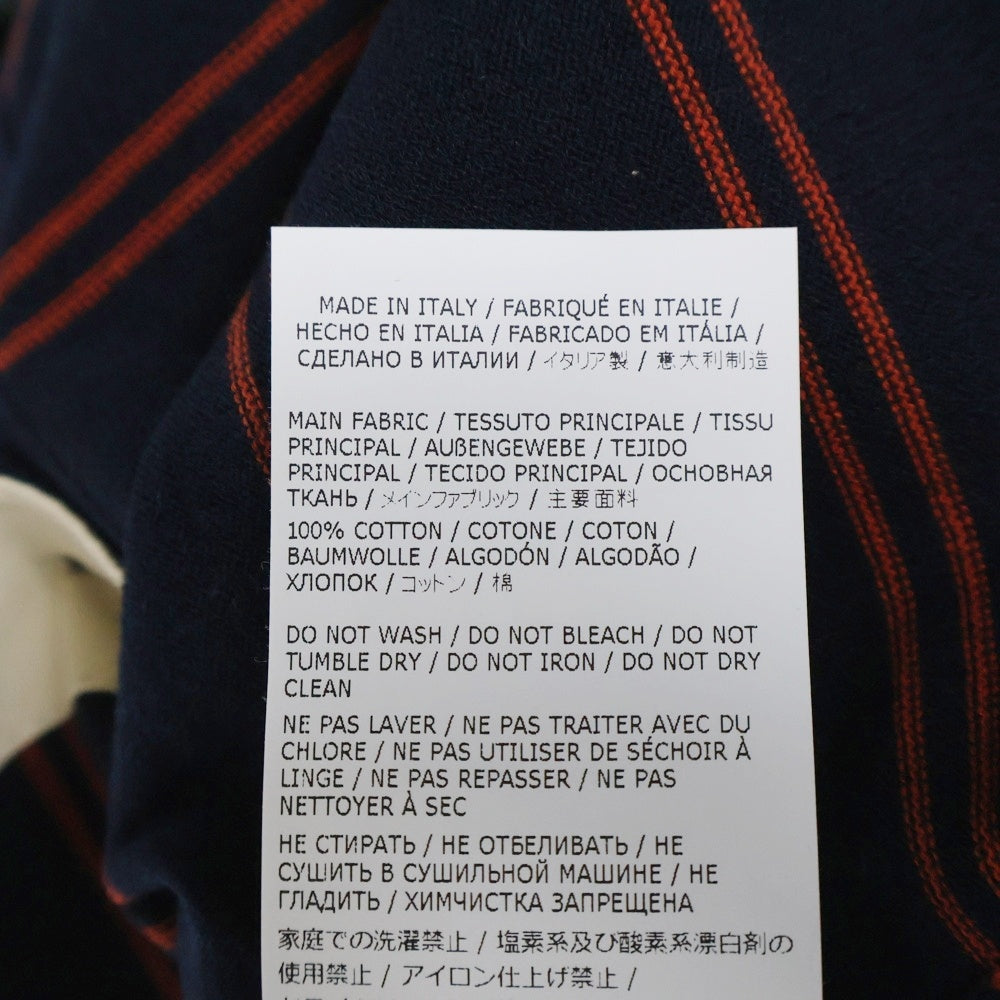 MADE IN ITALY / FABRIQUÉ EN ITALIE /
HECHO EN ITALIA / FABRICADO EM ITÁLIA /
СДЕЛАНО В ИТАЛИИ / イタリア製 / 意大利制造
MAIN FABRIC / TESSUTO PRINCIPALE / TISSU
PRINCIPAL / AUßENGEWEBE / TEJIDO
PRINCIPAL / TECIDO PRINCIPAL / ОСНОВНАЯ
ТКАНЬ / メインファブリック / 主要面料
100% COTTON / COTONE / COTON /
BAUMWOLLE / ALGODÓN / ALGODÃO /
ХЛОПОК / コットン / 棉
DO NOT WASH / DO NOT BLEACH / DO NOT
TUMBLE DRY / DO NOT IRON / DO NOT DRY
CLEAN
NE PAS LAVER / NE PAS TRAITER AVEC DU
CHLORE / NE PAS UTILISER DE SÉCHOIR À
LINGE / NE PAS REPASSER / NE PAS
NETTOYER À SEC
НЕ СТИРАТЬ / НЕ ОТБЕЛИВАТЬ / НЕ
СУШИТЬ В СУШИЛЬНОЙ МАШИНЕ / НЕ
ГЛАДИТЬ / ХИМЧИСТКА ЗАПРЕЩЕНА
家庭での洗濯禁止 / 塩素系及び酸素系漂白剤の
使用禁止 / アイロン仕上げ禁止 /